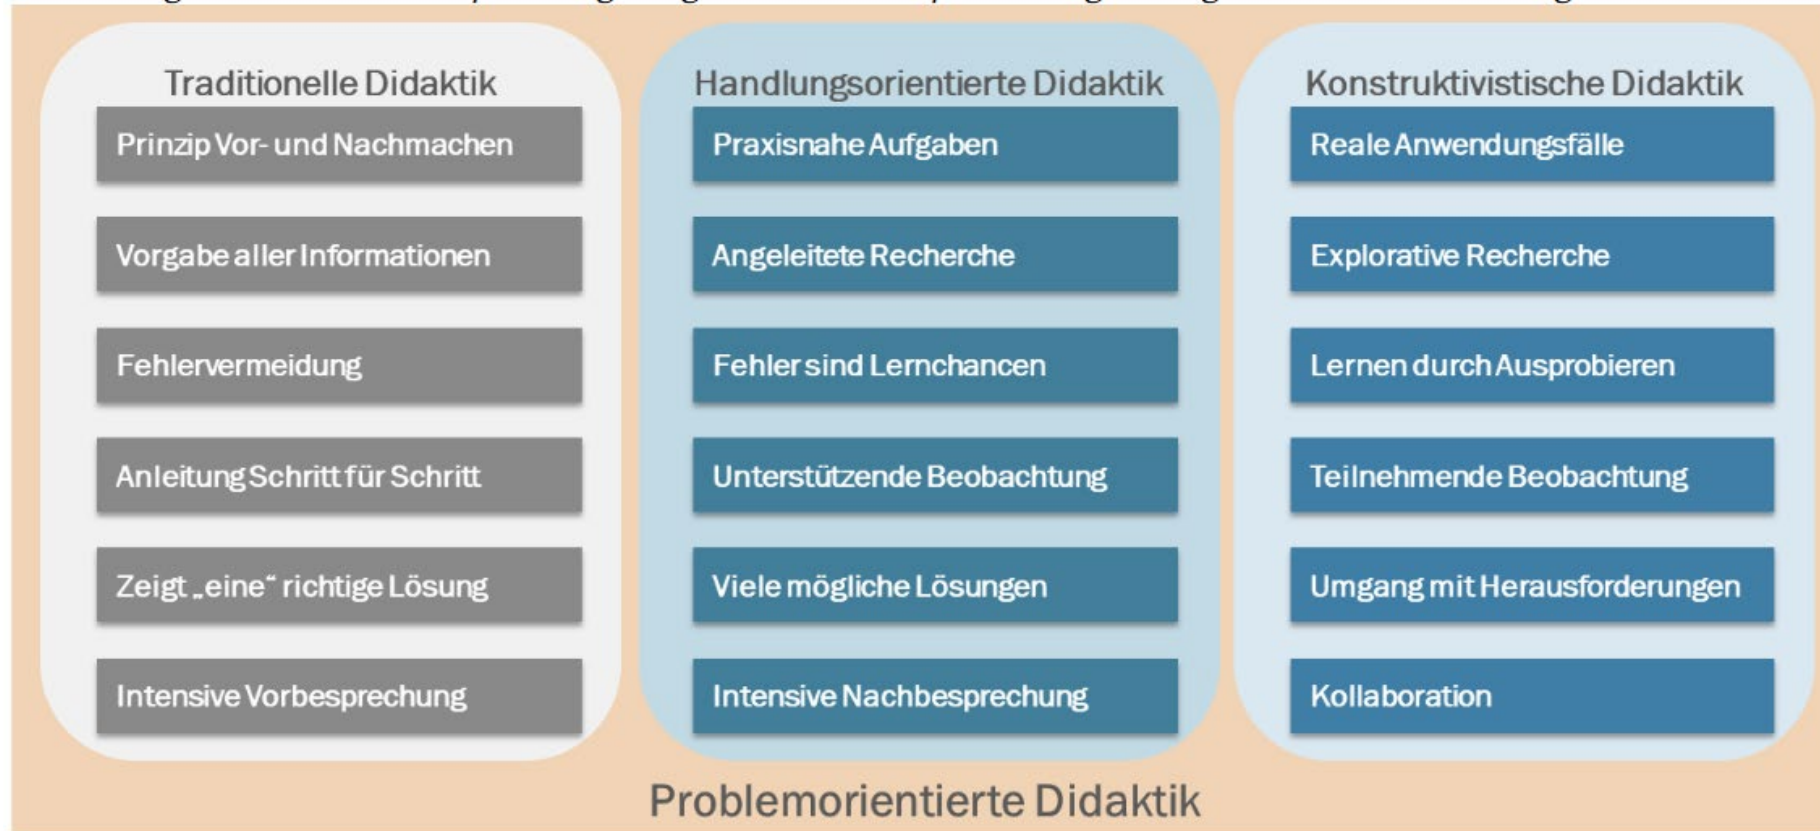 Traditionelle Didaktik
Prinzip Vor- und Nachmachen
Vorgabe aller Informationen
Fehlervermeidung
Anleitung Schritt für Schritt
Zeigt „eine“ richtige Lösung
Intensive Vorbesprechung
Handlungsorientierte Didaktik
Praxisnahe Aufgaben
Angeleitete Recherche
Fehler sind Lernchancen
Unterstützende Beobachtung
Viele mögliche Lösungen
Intensive Nachbesprechung
Konstruktivistische Didaktik
Reale Anwendungsfälle
Explorative Recherche
Lernen durch Ausprobieren
Teilnehmende Beobachtung
Umgang mit Herausforderungen
Kollaboration
Problemorientierte Didaktik